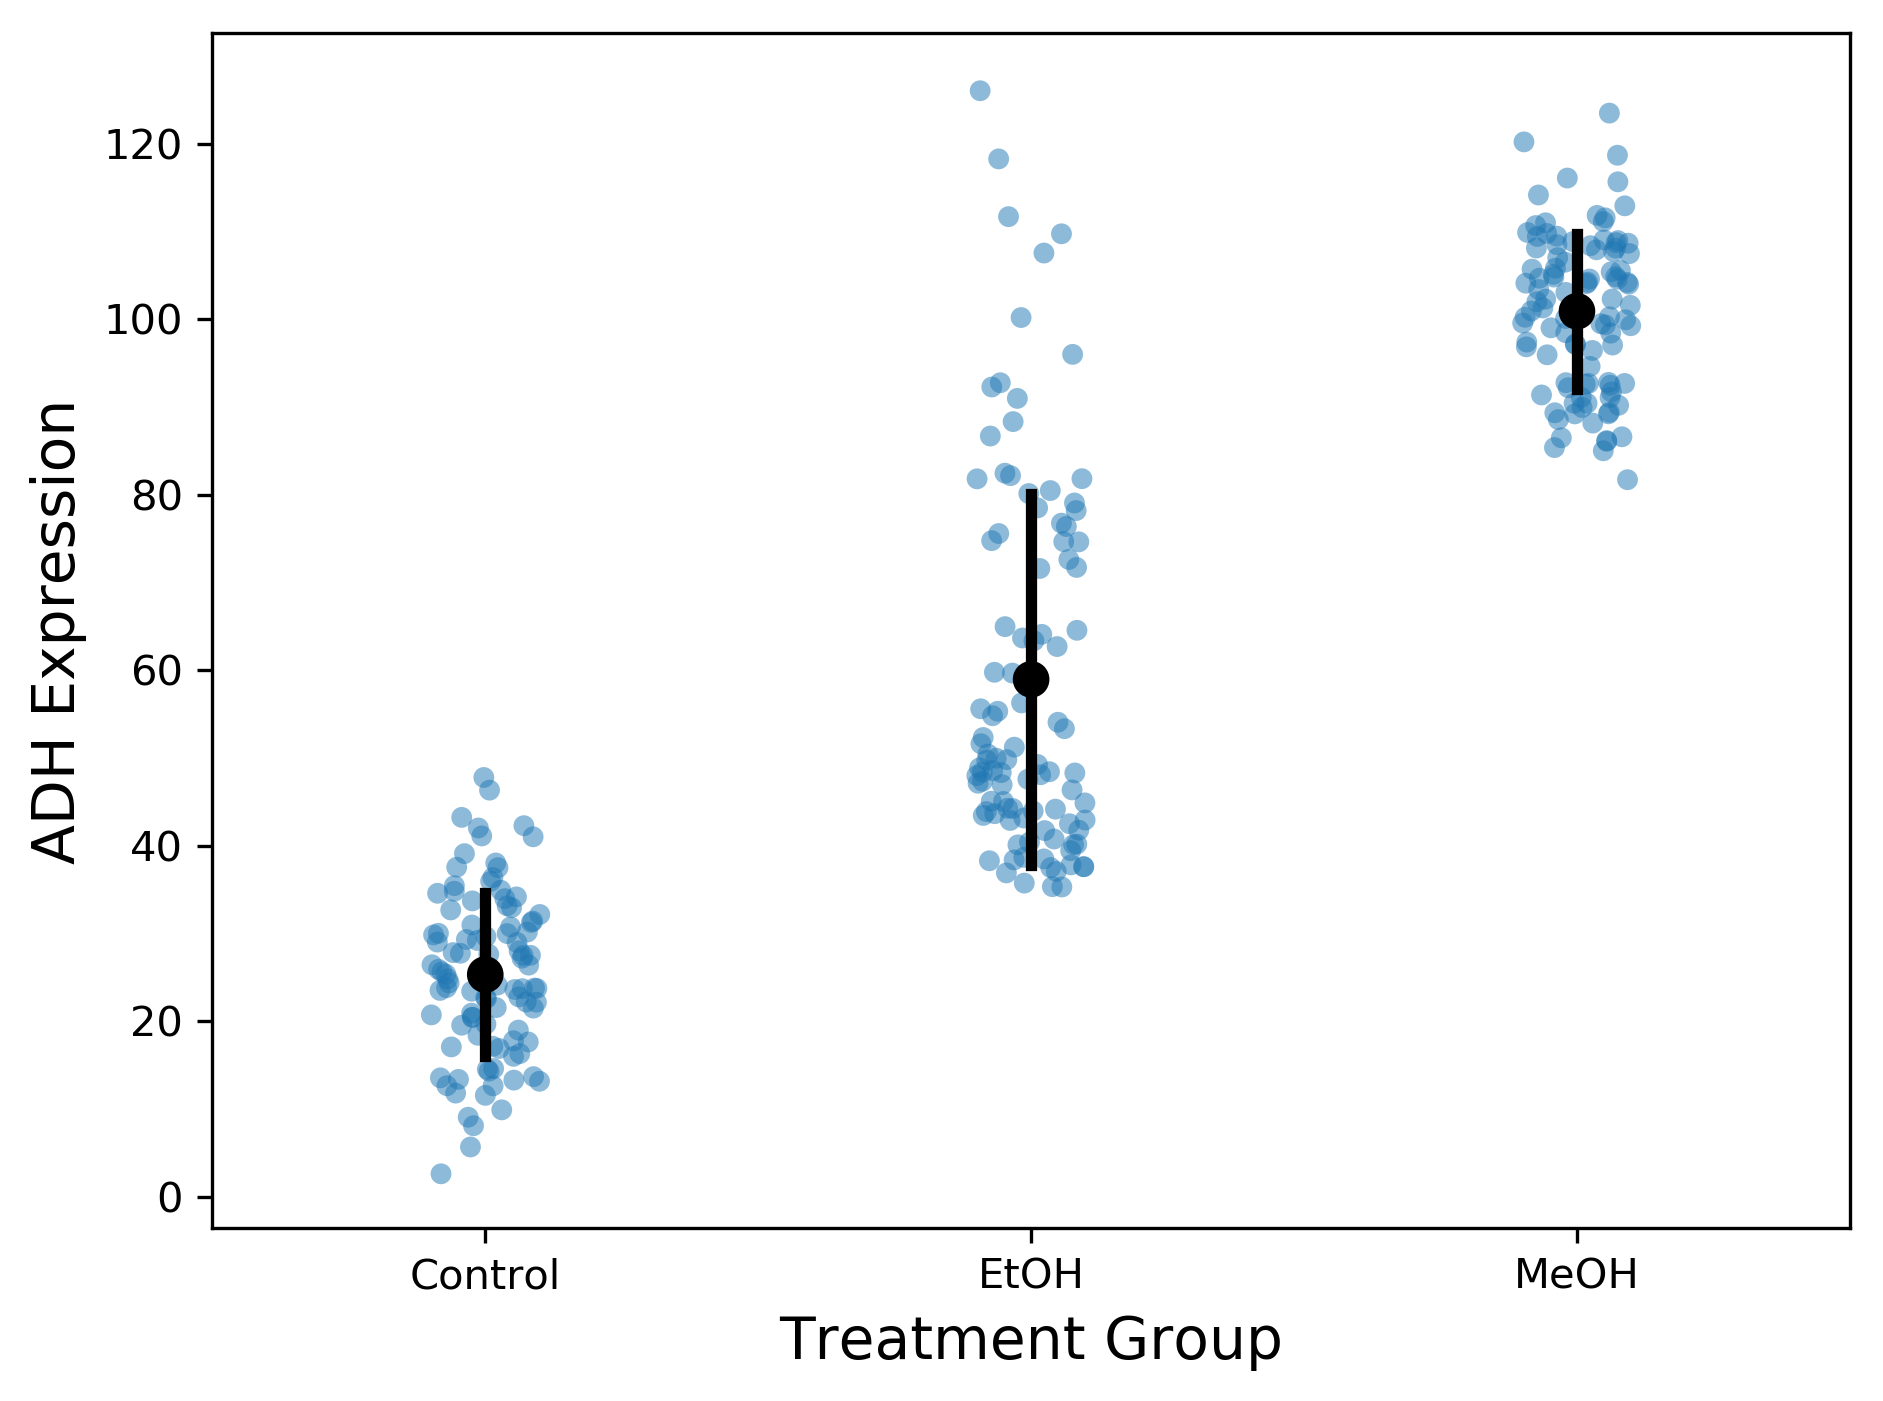 ADH Expression
120
100
80
60
40
20
0
Control
EtOH
MeOH
Treatment Group